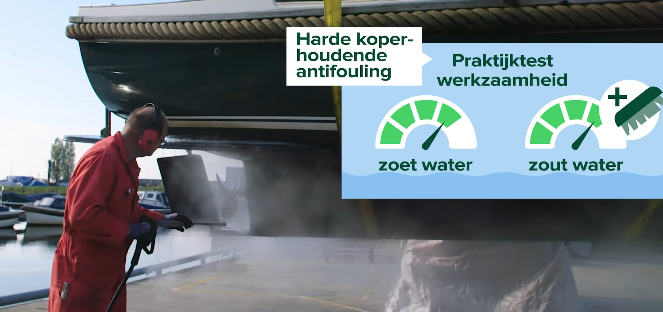 Harde koper-
houdende
antifouling
Praktijktest
werkzaamheid
+
zoet water
zout water